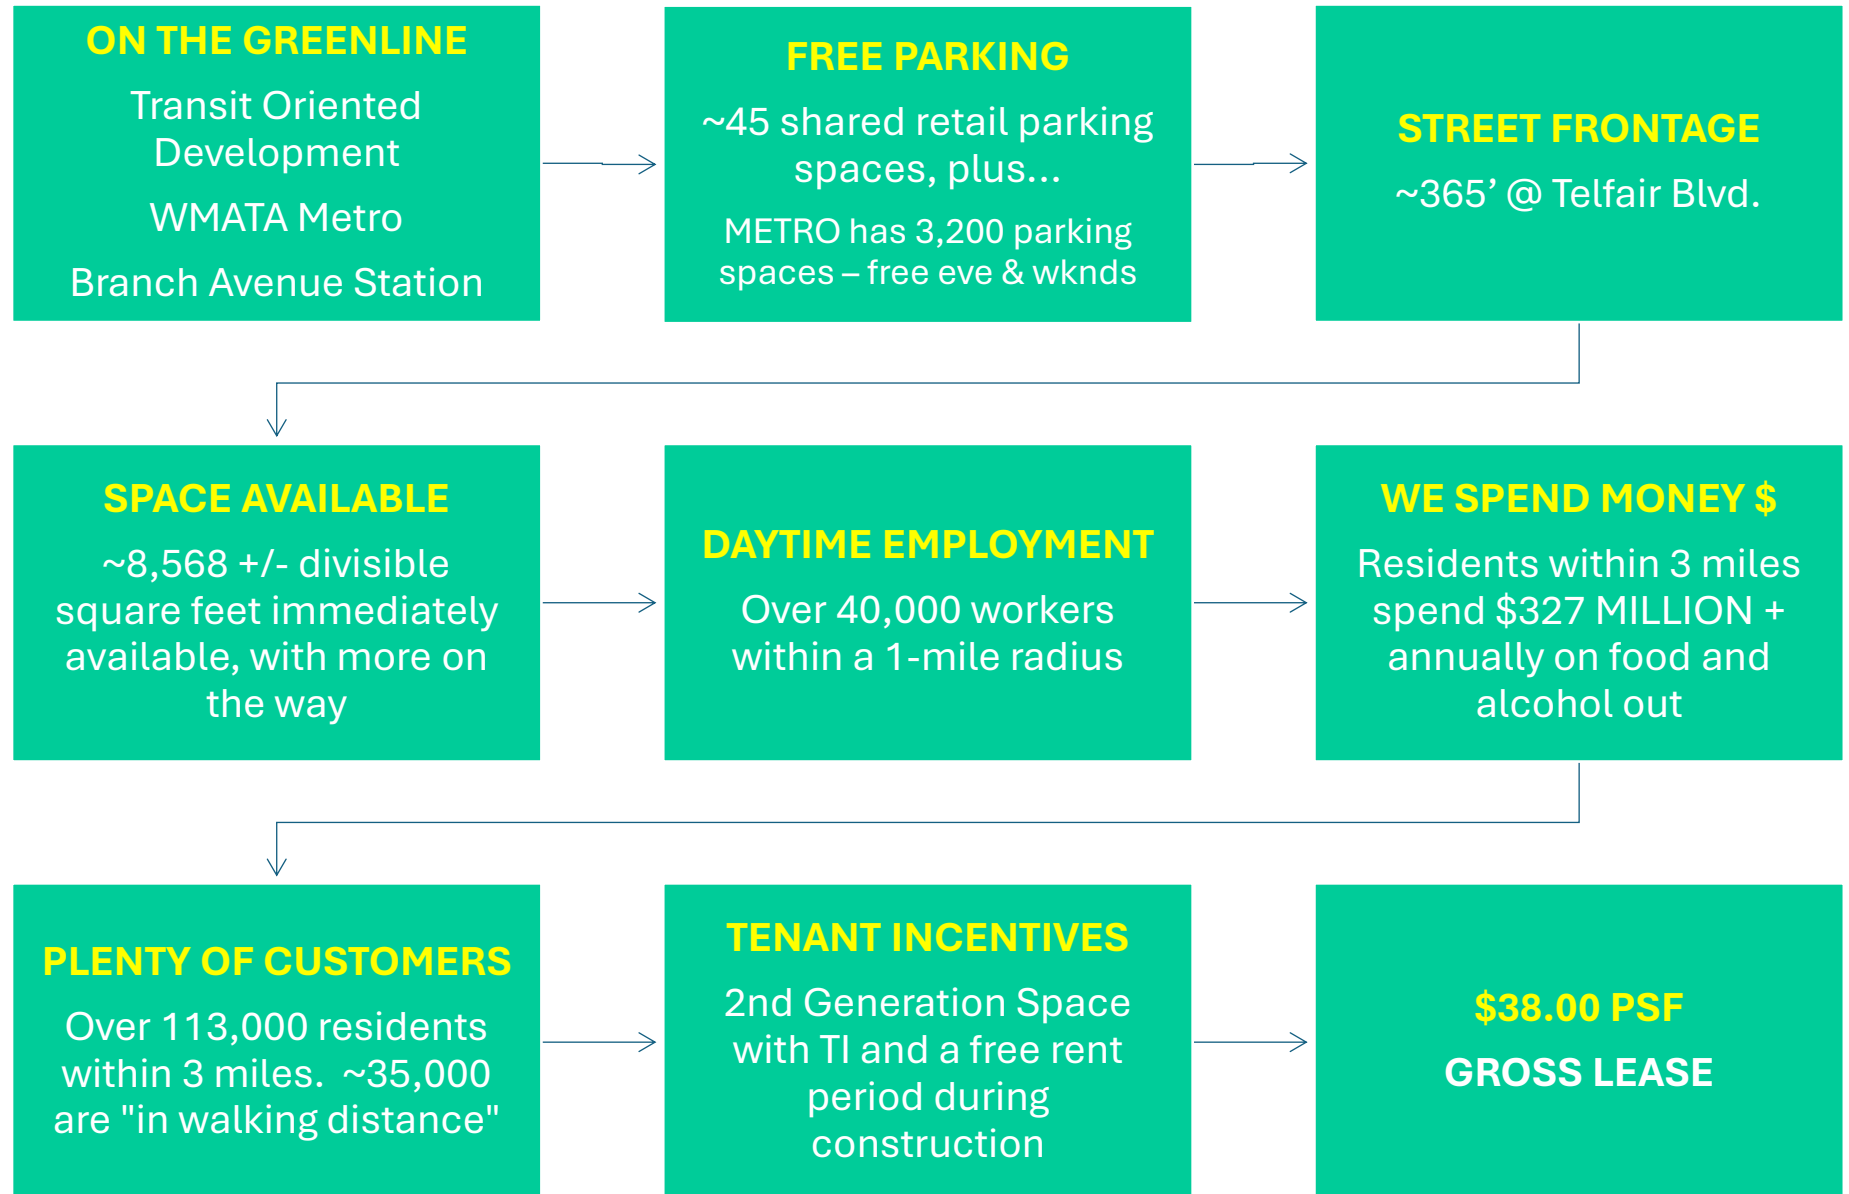 ON THE GREENLINE
Transit Oriented
Development
WMATA Metro
Branch Avenue Station
FREE PARKING
~45 shared retail parking
spaces, plus...
METRO has 3,200 parking
spaces – free eve & wknds
STREET FRONTAGE
~365’ @ Telfair Blvd.
SPACE AVAILABLE
~8,568 +/- divisible
square feet immediately
available, with more on
the way
DAYTIME EMPLOYMENT
Over 40,000 workers
within a 1-mile radius
WE SPEND MONEY $
Residents within 3 miles
spend $327 MILLION +
annually on food and
alcohol out
PLENTY OF CUSTOMERS
Over 113,000 residents
within 3 miles.  ~35,000
are "in walking distance"
TENANT INCENTIVES
2nd Generation Space
with TI and a free rent
period during
construction
$38.00 PSF
GROSS LEASE